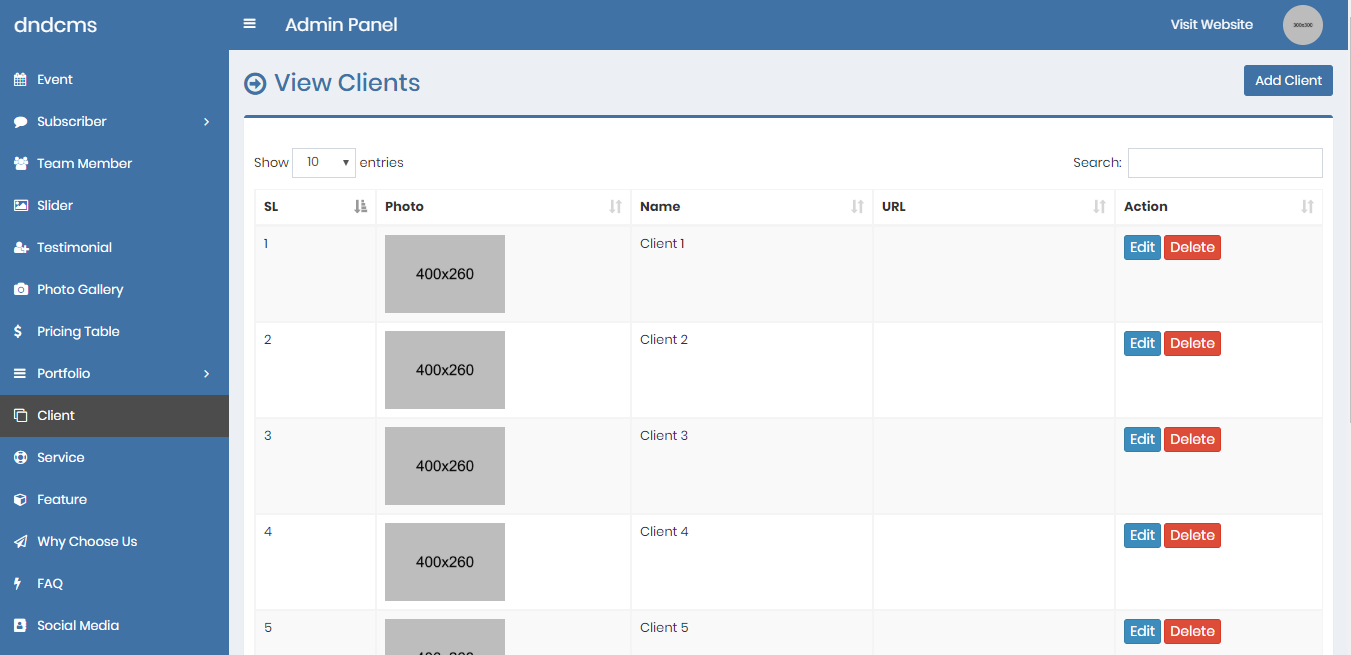 dndcms
Admin Panel
Visit Website
300x300
Event
Subscriber
Team Member
Slider
Testimonial
Photo Gallery
Pricing Table
Portfolio
Client
Service
Feature
Why Choose Us
FAQ
Social Media
View Clients
Add Client
Show 10 entries
Search:
SL Photo Name URL Action
1 400x260 Client 1 Edit Delete
2 400x260 Client 2 Edit Delete
3 400x260 Client 3 Edit Delete
4 400x260 Client 4 Edit Delete
5 400x260 Client 5 Edit Delete